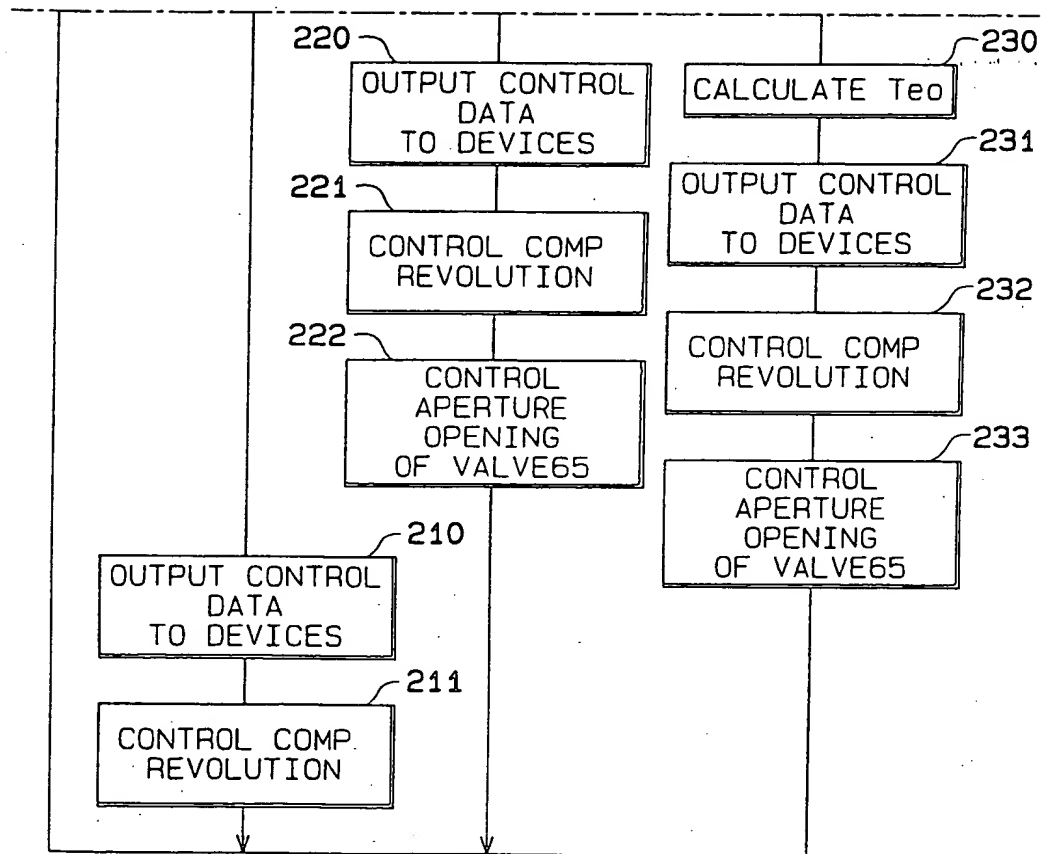 220
OUTPUT CONTROL
DATA
TO DEVICES
221
CONTROL COMP
REVOLUTION
222
CONTROL
APERTURE
OPENING
OF VALVE65
230
CALCULATE Teo
231
OUTPUT CONTROL
DATA
TO DEVICES
232
CONTROL COMP
REVOLUTION
233
CONTROL
APERTURE
OPENING
OF VALVE65
210
OUTPUT CONTROL
DATA
TO DEVICES
211
CONTROL COMP.
REVOLUTION